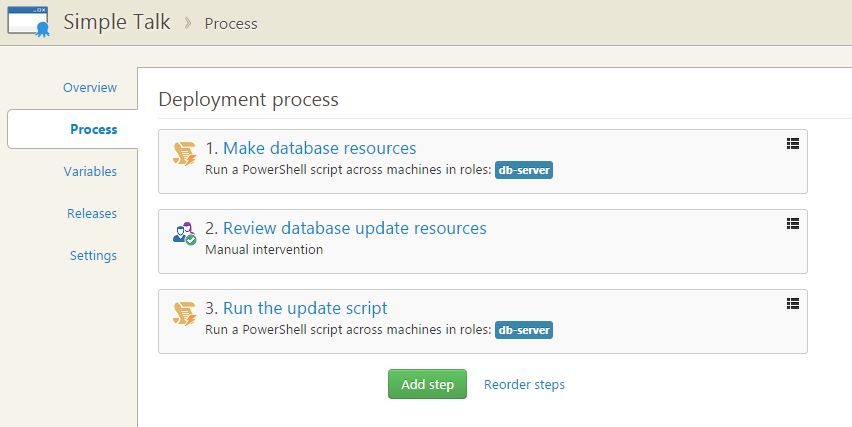 Simple Talk » Process
Overview
Process
Variables
Releases
Settings
Deployment process
1. Make database resources
Run a PowerShell script across machines in roles: db-server
2. Review database update resources
Manual intervention
3. Run the update script
Run a PowerShell script across machines in roles: db-server
Add step Reorder steps